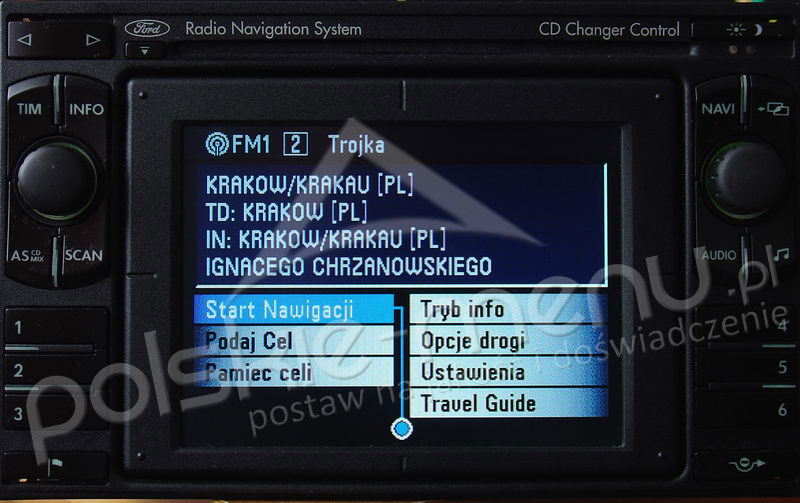 Ford Radio Navigation System CD Changer Control
TIM INFO
NAVI
AS CD MIX SCAN
AUDIO
1
2
3
4
5
6
FM1 2 Trojka
KRAKOW/KRAKAU [PL]
TD: KRAKOW [PL]
IN: KRAKOW/KRAKAU [PL]
IGNACEGO CHRZANOWSKIEGO
Start Nawigacji
Podaj Cel
Pamiec celi
Tryb info
Opcje drogi
Ustawienia
Travel Guide
polskie-menu.pl
postaw na i doświadczenie